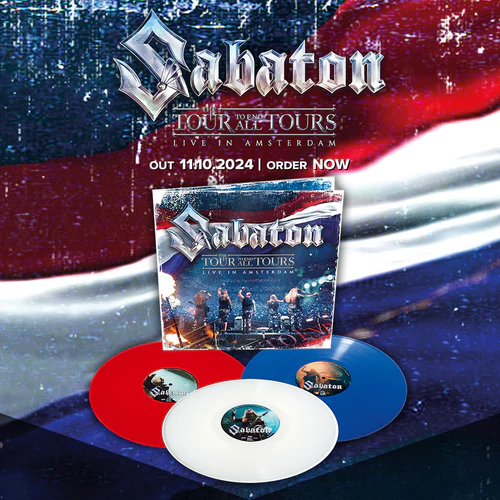 Sabaton
THE TOUR TO END ALL TOURS
LIVE IN AMSTERDAM
OUT 11.10.2024 | ORDER NOW
Sabaton
THE TOUR TO END ALL TOURS
LIVE IN AMSTERDAM
Sabaton
Sabaton
Sabaton